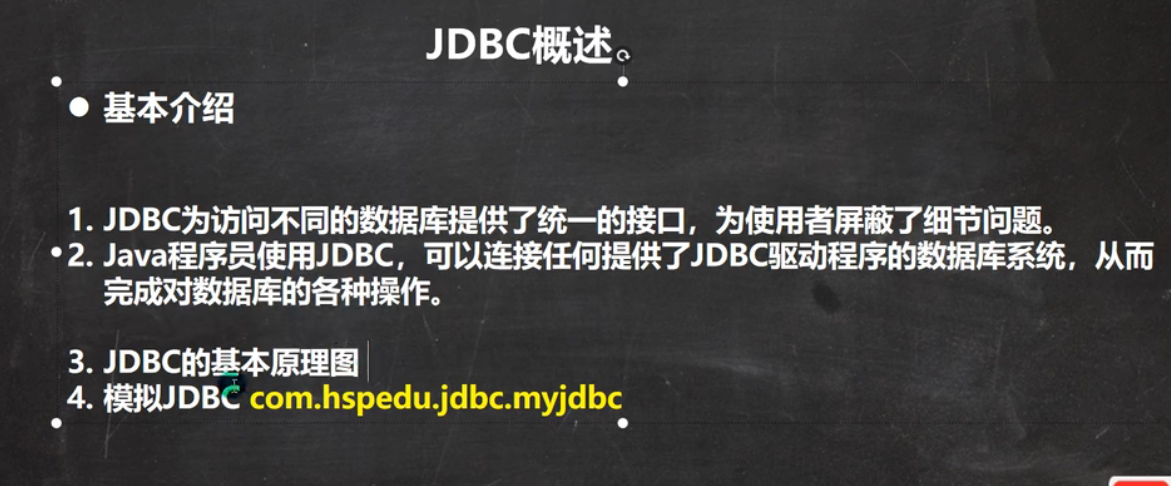 JDBC概述
● 基本介绍
1. JDBC为访问不同的数据库提供了统一的接口，为使用者屏蔽了细节问题。
2. Java程序员使用JDBC，可以连接任何提供了JDBC驱动程序的数据库系统，从而
完成对数据库的各种操作。
3. JDBC的基本原理图
4. 模拟JDBC com.hspedu.jdbc.myjdbc